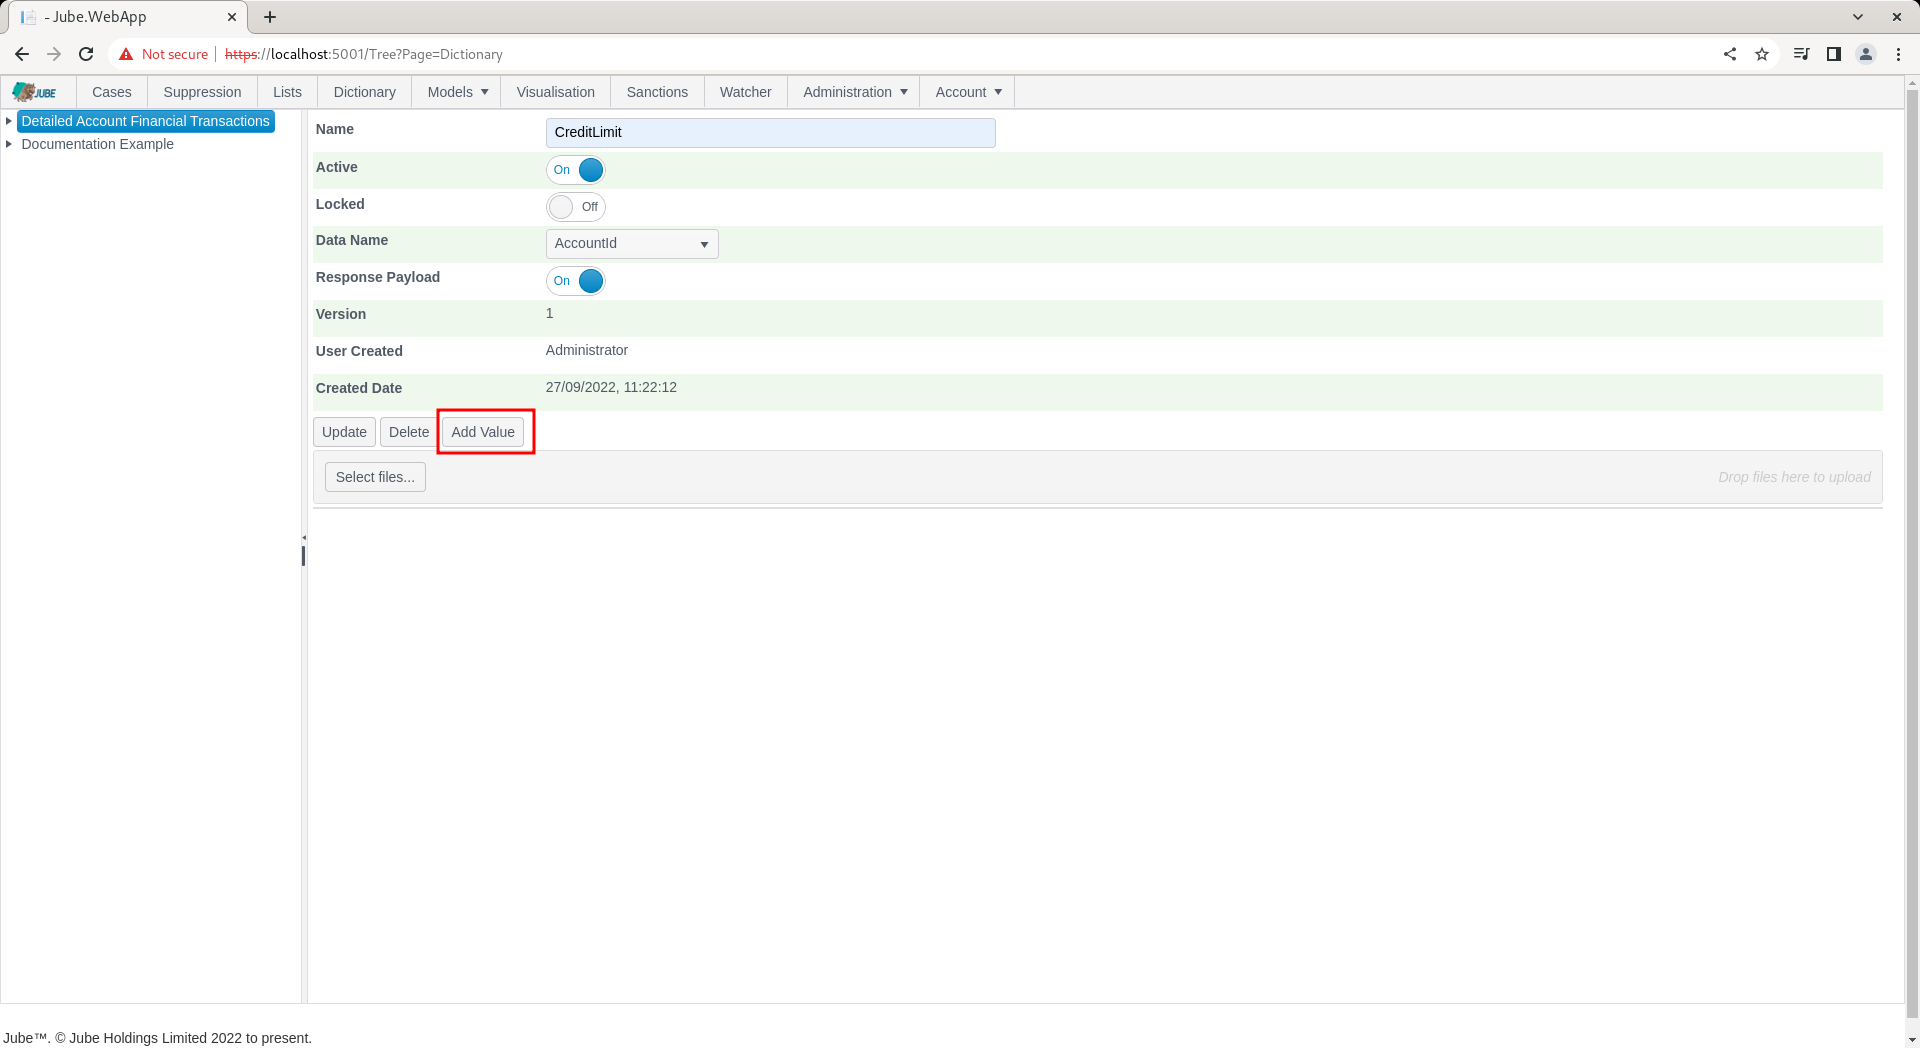 - Jube.WebApp
Not secure https://localhost:5001/Tree?Page=Dictionary
JUBE Cases Suppression Lists Dictionary Models Visualisation Sanctions Watcher Administration Account
Detailed Account Financial Transactions
Documentation Example
Name CreditLimit
Active On
Locked Off
Data Name AccountId
Response Payload On
Version 1
User Created Administrator
Created Date 27/09/2022, 11:22:12
Update Delete Add Value
Select files... Drop files here to upload
Jube™. © Jube Holdings Limited 2022 to present.